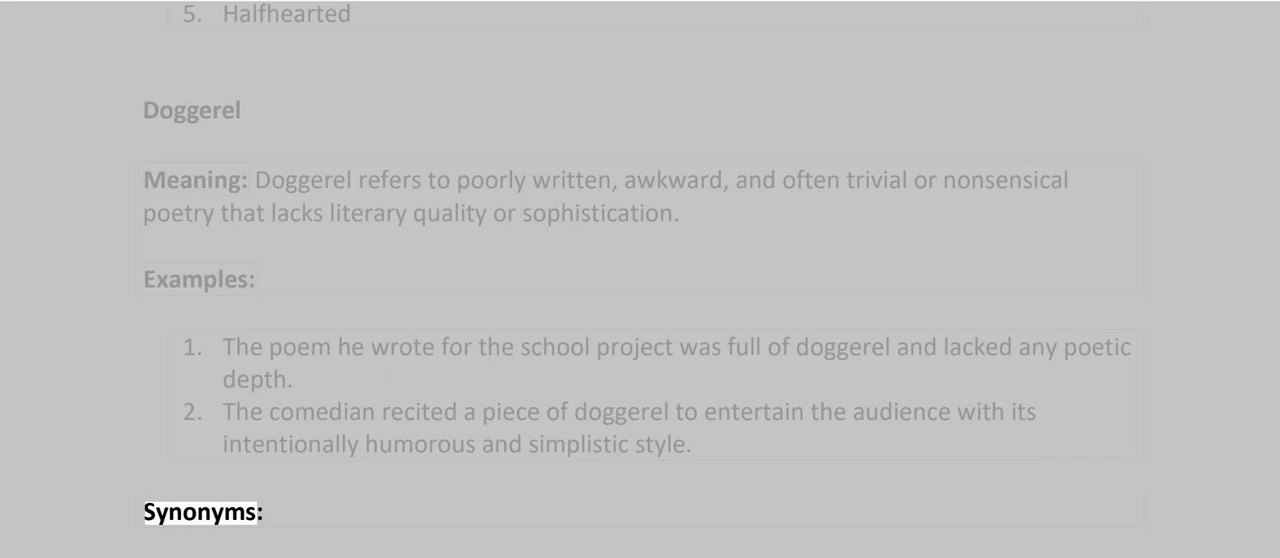 5. Halfhearted
Doggerel
Meaning: Doggerel refers to poorly written, awkward, and often trivial or nonsensical
poetry that lacks literary quality or sophistication.
Examples:
1. The poem he wrote for the school project was full of doggerel and lacked any poetic
depth.
2. The comedian recited a piece of doggerel to entertain the audience with its
intentionally humorous and simplistic style.
Synonyms: